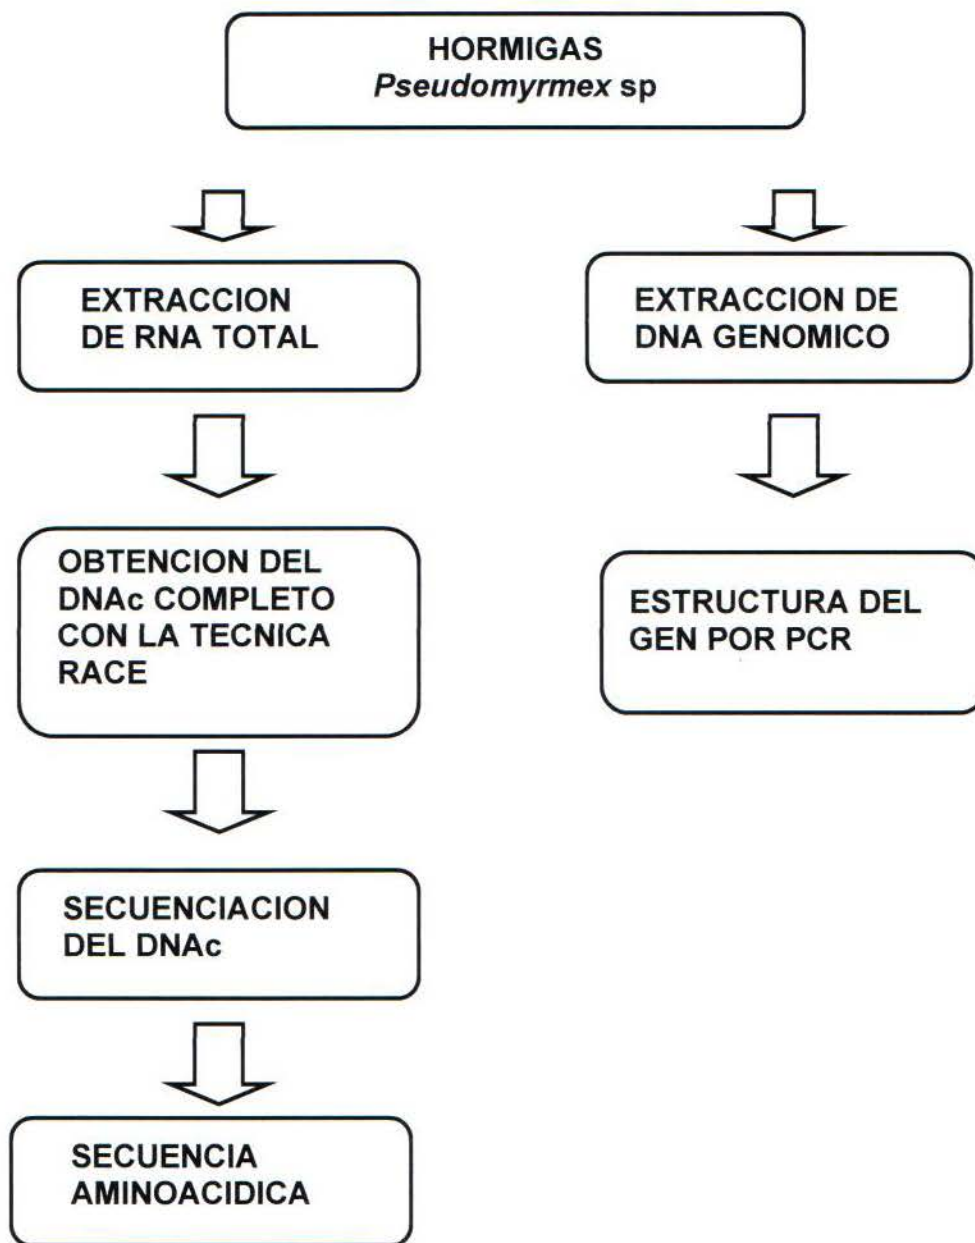 HORMIGAS
Pseudomyrmex sp
EXTRACCION
DE RNA TOTAL
EXTRACCION DE
DNA GENOMICO
OBTENCION DEL
DNAc COMPLETO
CON LA TECNICA
RACE
ESTRUCTURA DEL
GEN POR PCR
SECUENCIACION
DEL DNAc
SECUENCIA
AMINOACIDICA